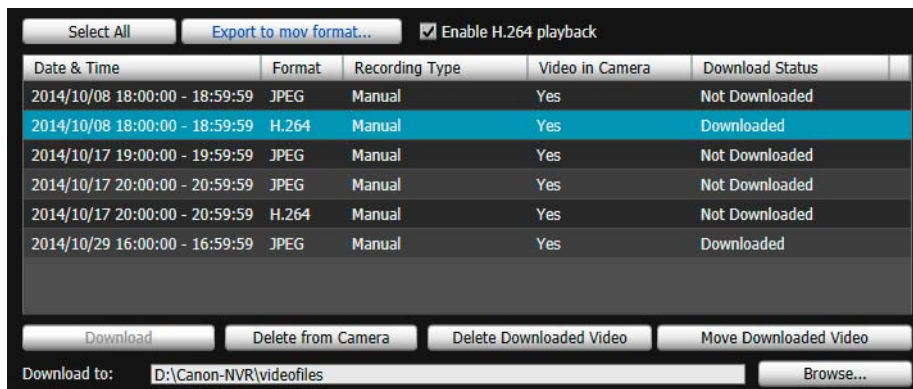 Select All Export to mov format... Enable H.264 playback
Date & Time Format Recording Type Video in Camera Download Status
2014/10/08 18:00:00 - 18:59:59 JPEG Manual Yes Not Downloaded
2014/10/08 18:00:00 - 18:59:59 H.264 Manual Yes Downloaded
2014/10/17 19:00:00 - 19:59:59 JPEG Manual Yes Not Downloaded
2014/10/17 20:00:00 - 20:59:59 JPEG Manual Yes Not Downloaded
2014/10/17 20:00:00 - 20:59:59 H.264 Manual Yes Not Downloaded
2014/10/29 16:00:00 - 16:59:59 JPEG Manual Yes Downloaded
Download Delete from Camera Delete Downloaded Video Move Downloaded Video
Download to: D:\Canon-NVR\videofiles Browse...